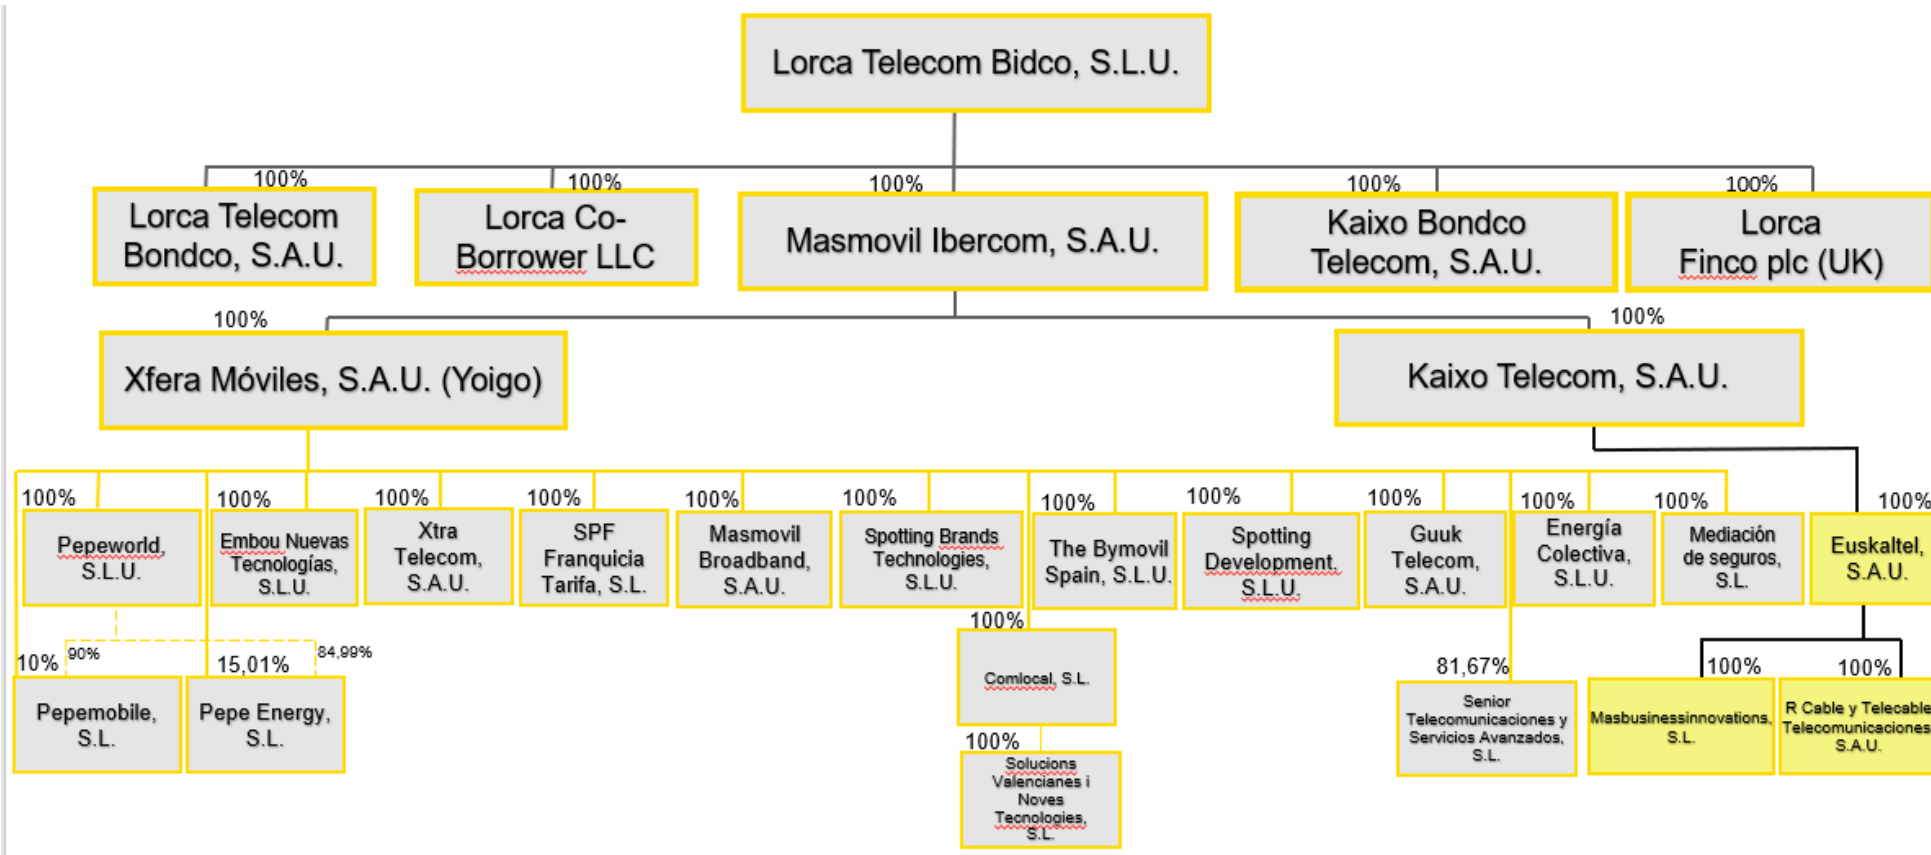 Lorca Telecom Bidco, S.L.U.
100%
100%
100%
100%
100%
Lorca Telecom
Bondco, S.A.U.
Lorca Co-
Borrower LLC
Masmovil Ibercom, S.A.U.
Kaixo Bondco
Telecom, S.A.U.
Lorca
Finco plc (UK)
100%
100%
Xfera Móviles, S.A.U. (Yoigo)
Kaixo Telecom, S.A.U.
100%
100%
100%
100%
100%
100%
100%
100%
100%
100%
100%
100%
Pepeworld,
S.L.U.
Embou Nuevas
Tecnologías,
S.L.U.
Xtra
Telecom,
S.A.U.
SPF
Franquicia
Tarifa, S.L.
Masmovil
Broadband,
S.A.U.
Spotting Brands
Technologies,
S.L.U.
The Bymovil
Spain, S.L.U.
Spotting
Development.
S.L.U.
Guuk
Telecom,
S.A.U.
Energía
Colectiva,
S.L.U.
Mediación
de seguros,
S.L.
Euskaltel,
S.A.U.
10%
90%
15,01%
84,99%
100%
81,67%
100%
100%
Pepemobile,
S.L.
Pepe Energy,
S.L.
Comlocal, S.L.
Senior
Telecomunicaciones y
Servicios Avanzados,
S.L.
Masbusinessinnovations,
S.L.
R Cable y Telecable
Telecomunicaciones
S.A.U.
100%
Solucions
Valencianes i
Noves
Tecnologies,
S.L.